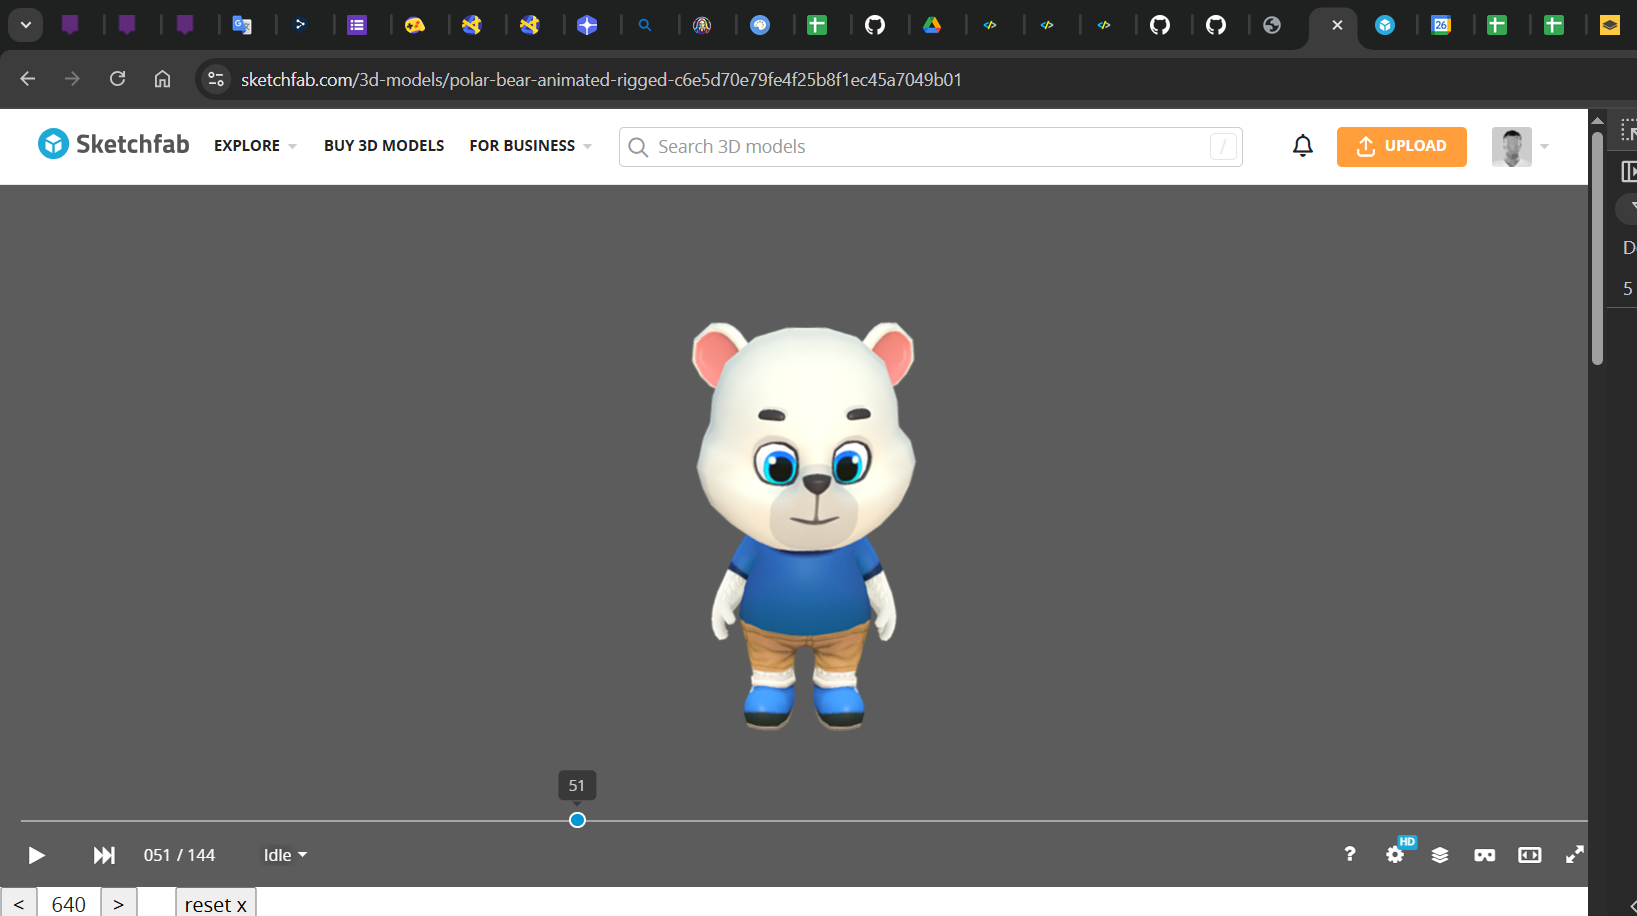 26
sketchfab.com/3d-models/polar-bear-animated-rigged-c6e5d70e79fe4f25b8f1ec45a7049b01
Sketchfab EXPLORE BUY 3D MODELS FOR BUSINESS Search 3D models / UPLOAD
5
51
051 / 144 Idle ? HD
< 640 > reset x